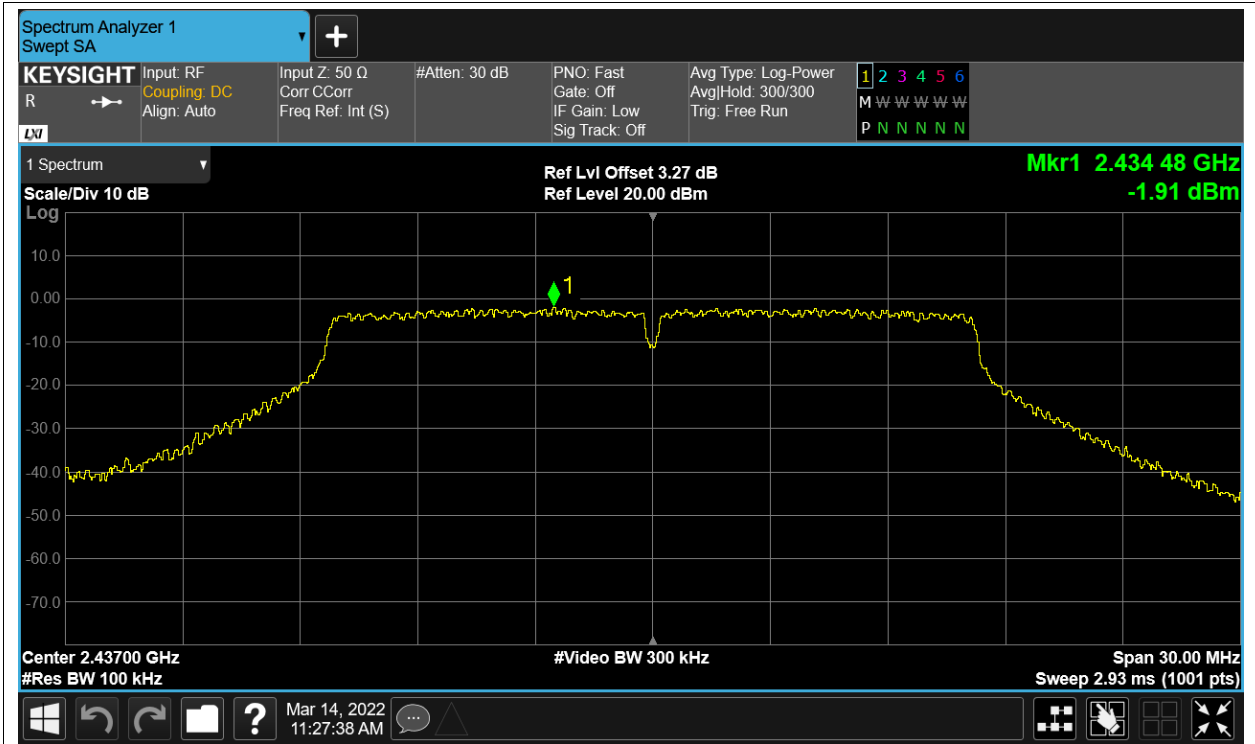 Spectrum Analyzer 1
Swept SA
KEYSIGHT
R
LXI
Input: RF
Coupling: DC
Align: Auto
Input Z: 50 Ω
Corr CCorr
Freq Ref: Int (S)
#Atten: 30 dB
PNO: Fast
Gate: Off
IF Gain: Low
Sig Track: Off
Avg Type: Log-Power
Avg|Hold: 300/300
Trig: Free Run
1 2 3 4 5 6
M W W W W W
P N N N N N
1 Spectrum
Scale/Div 10 dB
Log
Ref Lvl Offset 3.27 dB
Ref Level 20.00 dBm
Mkr1 2.434 48 GHz
-1.91 dBm
10.0
0.00
-10.0
-20.0
-30.0
-40.0
-50.0
-60.0
-70.0
1
Center 2.43700 GHz
#Res BW 100 kHz
#Video BW 300 kHz
Span 30.00 MHz
Sweep 2.93 ms (1001 pts)
?
Mar 14, 2022
11:27:38 AM